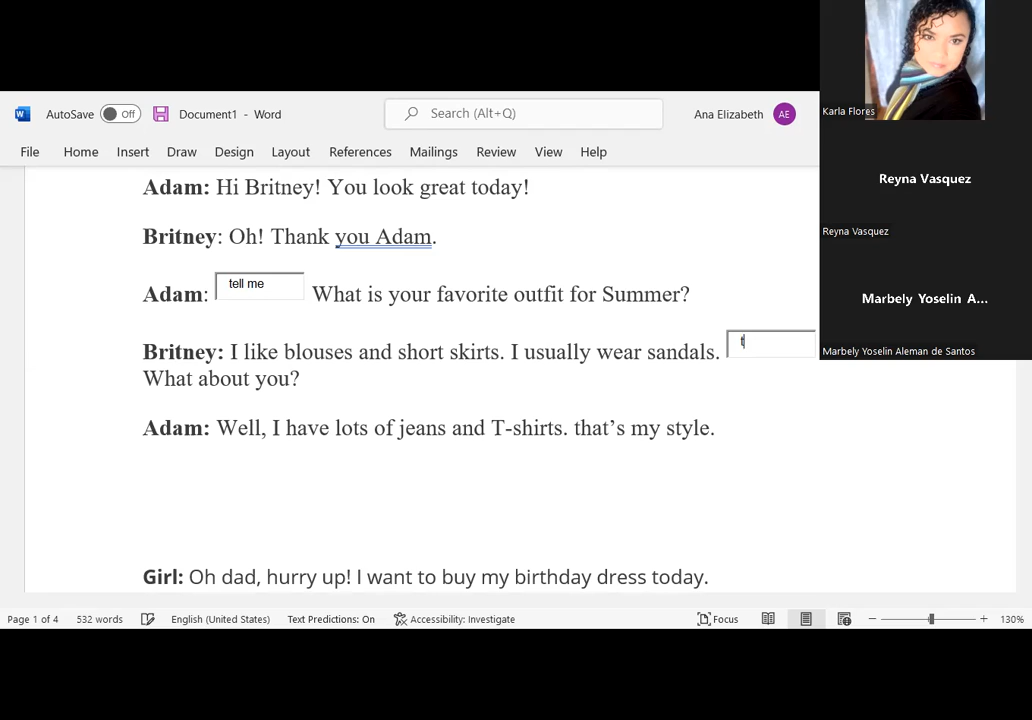 AutoSave Off Document1 - Word Search (Alt+Q) Ana Elizabeth AE
File Home Insert Draw Design Layout References Mailings Review View Help
Karla Flores
Reyna Vasquez
Reyna Vasquez
Marbely Yoselin A...
Marbely Yoselin Aleman de Santos
Adam: Hi Britney! You look great today!
Britney: Oh! Thank you Adam.
Adam: tell me What is your favorite outfit for Summer?
Britney: I like blouses and short skirts. I usually wear sandals. t
What about you?
Adam: Well, I have lots of jeans and T-shirts. that's my style.
Girl: Oh dad, hurry up! I want to buy my birthday dress today.
Page 1 of 4 532 words English (United States) Text Predictions: On Accessibility: Investigate Focus 130%